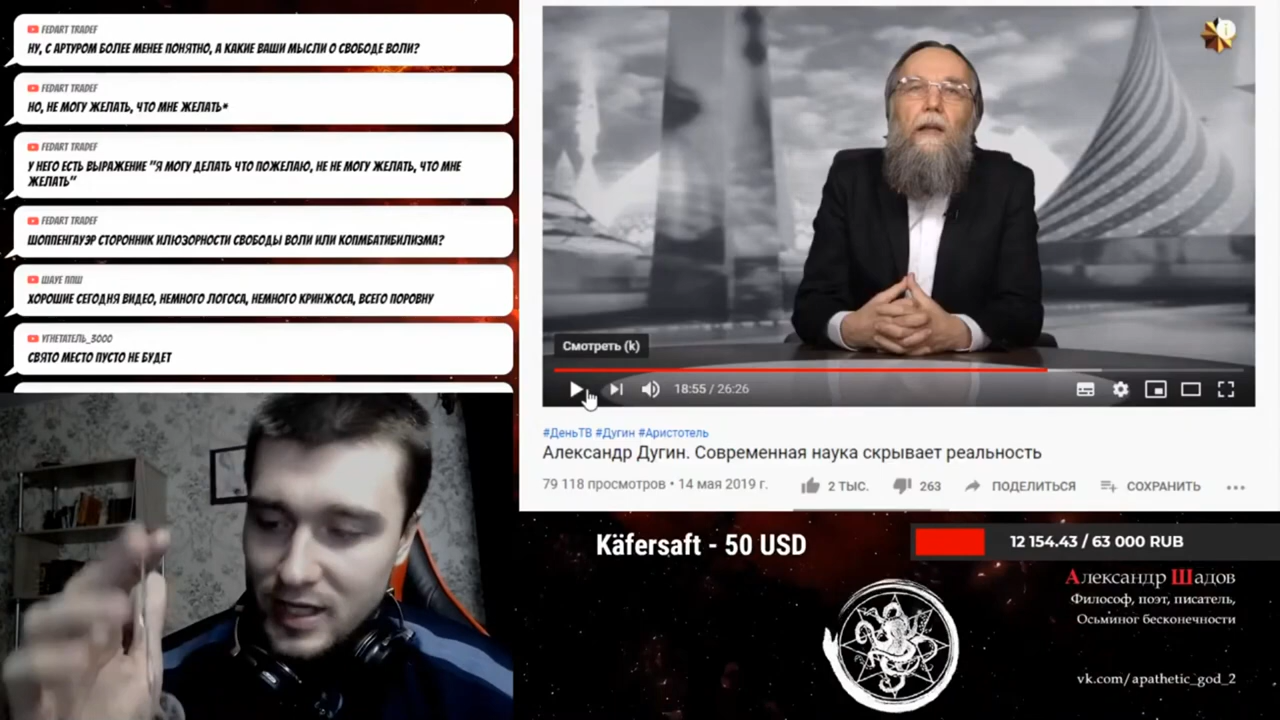 FEDART TRADEF
НУ, С АРТУРОМ БОЛЕЕ МЕНЕЕ ПОНЯТНО, А КАКИЕ ВАШИ МЫСЛИ О СВОБОДЕ ВОЛИ?
FEDART TRADEF
НО, НЕ МОГУ ЖЕЛАТЬ, ЧТО МНЕ ЖЕЛАТЬ*
FEDART TRADEF
У НЕГО ЕСТЬ ВЫРАЖЕНИЕ "Я МОГУ ДЕЛАТЬ ЧТО ПОЖЕЛАЮ, НЕ НЕ МОГУ ЖЕЛАТЬ, ЧТО МНЕ
ЖЕЛАТЬ"
FEDART TRADEF
ШОППЕНГАУЭР СТОРОННИК ИЛЮЗОРНОСТИ СВОБОДЫ ВОЛИ ИЛИ КОПМБАТИБИЛИЗМА?
ШАУЕ ППШ
ХОРОШИЕ СЕГОДНЯ ВИДЕО, НЕМНОГО ЛОГОСА, НЕМНОГО КРИНЖОСА, ВСЕГО ПОРОВНУ
УГНЕТАТЕЛЬ_3000
СВЯТО МЕСТО ПУСТО НЕ БУДЕТ
Смотреть (k)
18:55 / 26:26
#ДеньТВ #Дугин #Аристотель
Александр Дугин. Современная наука скрывает реальность
79 118 просмотров • 14 мая 2019 г.
2 ТЫС.
263
ПОДЕЛИТЬСЯ
СОХРАНИТЬ
Käfersaft - 50 USD
12 154.43 / 63 000 RUB
Александр Шадов
Философ, поэт, писатель,
Осьминог бесконечности
vk.com/apathetic_god_2